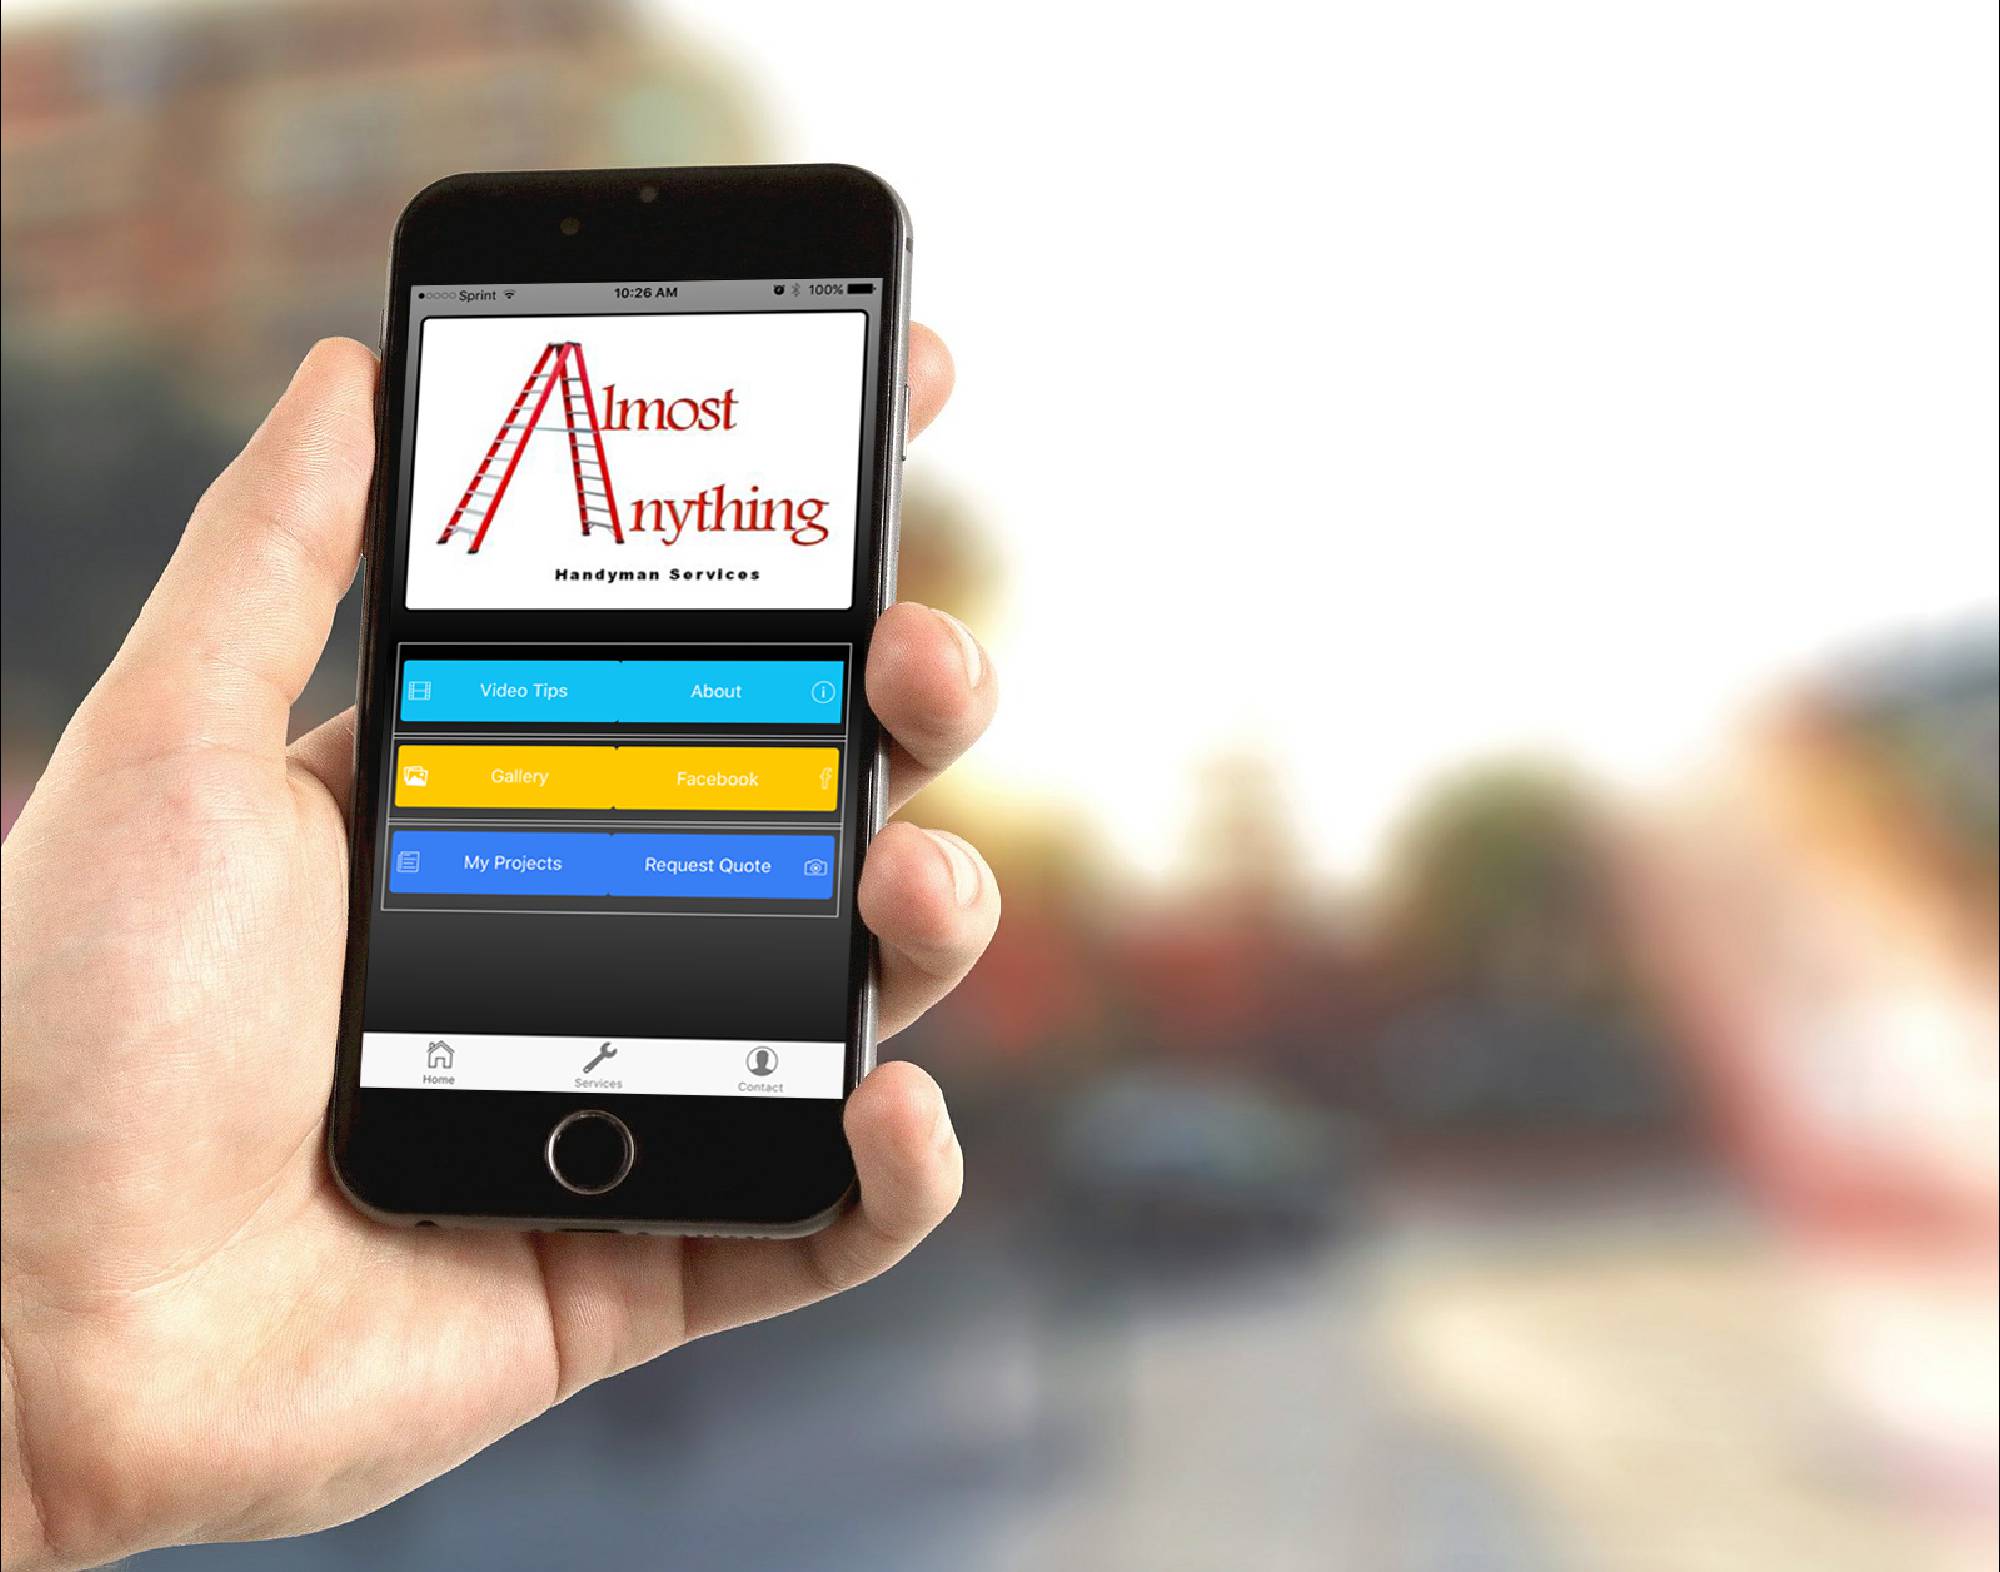 Sprint 10:26 AM 100%
Almost
Anything
Handyman Services
Video Tips About
Gallery Facebook
My Projects Request Quote
Home Services Contact